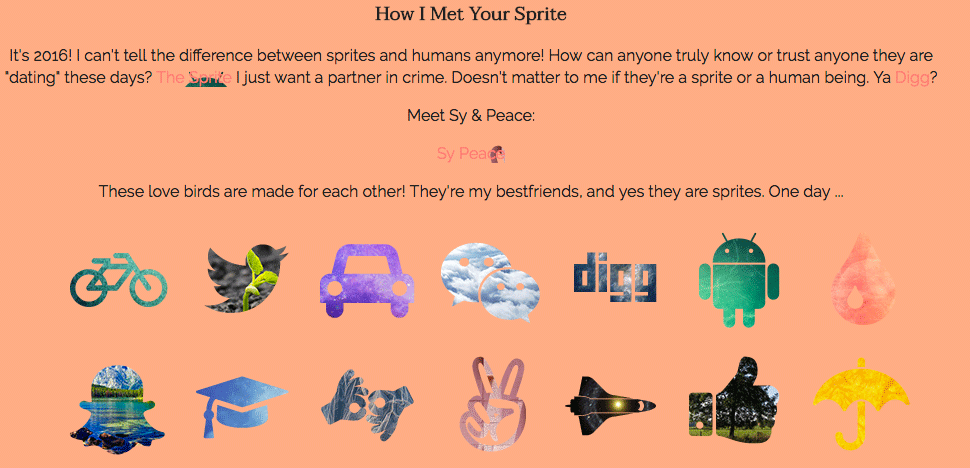 How I Met Your Sprite
It's 2016! I can't tell the difference between sprites and humans anymore! How can anyone truly know or trust anyone they are
"dating" these days? The Sprite I just want a partner in crime. Doesn't matter to me if they're a sprite or a human being. Ya Digg?
Meet Sy & Peace:
Sy Peace
These love birds are made for each other! They're my bestfriends, and yes they are sprites. One day ...
digg